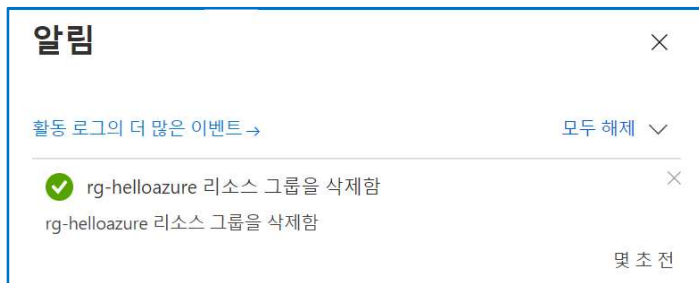 알림
활동 로그의 더 많은 이벤트→
모두 해제
rg-helloazure 리소스 그룹을 삭제함
rg-helloazure 리소스 그룹을 삭제함
몇 초 전